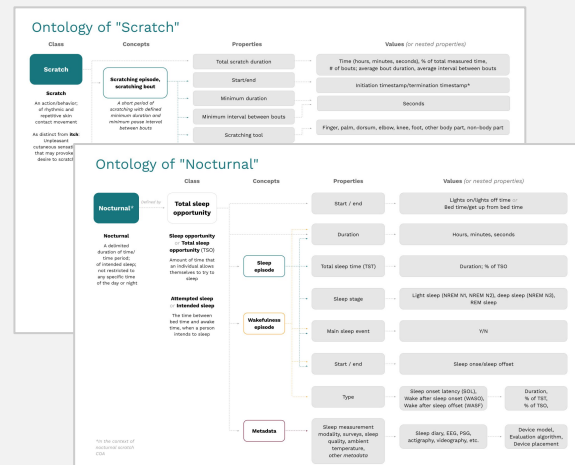 Ontology of "Scratch"
Class
Concepts
Properties
Values (or nested properties)
Scratch
Scratching episode,
scratching bout
A short period of
scratching with defined
minimum duration and
minimum pause interval
between bouts
Scratch
An action/behavior
of rhythmic and
repetitive skin
contact movement
As distinct from Itch:
Unpleasant
cutaneous
that may provoke
desire to
Total scratch duration
Time (hours, minutes, seconds), % of total measured time,
# of bouts; average bout duration, average interval between bouts
Start/end
Initiation timestamp/termination timestamp*
Minimum duration
Seconds
Minimum interval between bouts
Scratching tool
Finger, palm, dorsum, elbow, knee, foot, other body part, non-body part
Ontology of "Nocturnal"
Class
Concepts
Properties
Values (or nested properties)
Nocturnal*
defined by
Total sleep
opportunity
Nocturnal
A delimited
duration of time/
time period;
of intended sleep;
not restricted to
any specific time
of the day or night
Sleep opportunity
or Total sleep
opportunity (TSO)
Amount of time that
an individual allows
themselves to try to
sleep
Attempted sleep
or Intended sleep
The time between
bed time and awake
time, when a person
intends to sleep
Sleep
episode
Wakefulness
episode
Metadata
Start / end
Lights on/lights off time or
Bed time/get up from bed time
Duration
Hours, minutes, seconds
Total sleep time (TST)
Duration; % of TSO
Sleep stage
Light sleep (NREM N1, NREM N2), deep sleep (NREM N3),
REM sleep
Main sleep event
Y/N
Start / end
Sleep onse/sleep offset
Type
Sleep onset latency (SOL),
Wake after sleep onset (WASO),
Wake after sleep offset (WASF)
Duration,
% of TST,
% of TSO,
Sleep measurement
modality, surveys, sleep
quality, ambient
temperature,
other metadata
Sleep diary, EEG, PSG,
actigraphy, videography, etc.
Device model,
Evaluation algorithm,
Device placement
*in the context of
nocturnal scratch